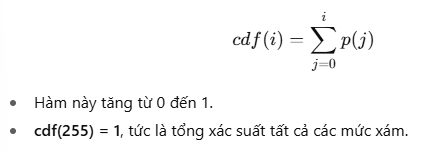 cdf(i) = \sum_{j=0}^{i} p(j)
• Hàm này tăng từ 0 đến 1.
• cdf(255) = 1, tức là tổng xác suất tất cả các mức xám.